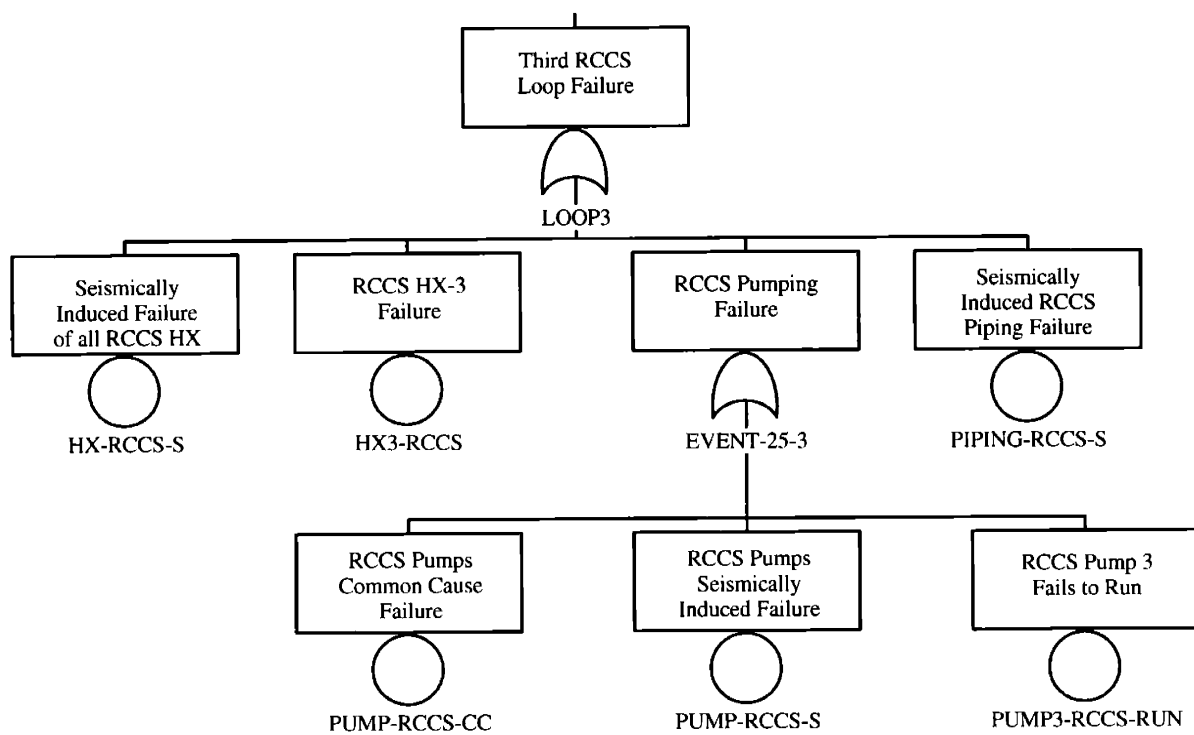 Third RCCS
Loop Failure
LOOP3
Seismically
Induced Failure
of all RCCS HX
HX-RCCS-S
RCCS HX-3
Failure
HX3-RCCS
RCCS Pumping
Failure
EVENT-25-3
Seismically
Induced RCCS
Piping Failure
PIPING-RCCS-S
RCCS Pumps
Common Cause
Failure
PUMP-RCCS-CC
RCCS Pumps
Seismically
Induced Failure
PUMP-RCCS-S
RCCS Pump 3
Fails to Run
PUMP3-RCCS-RUN